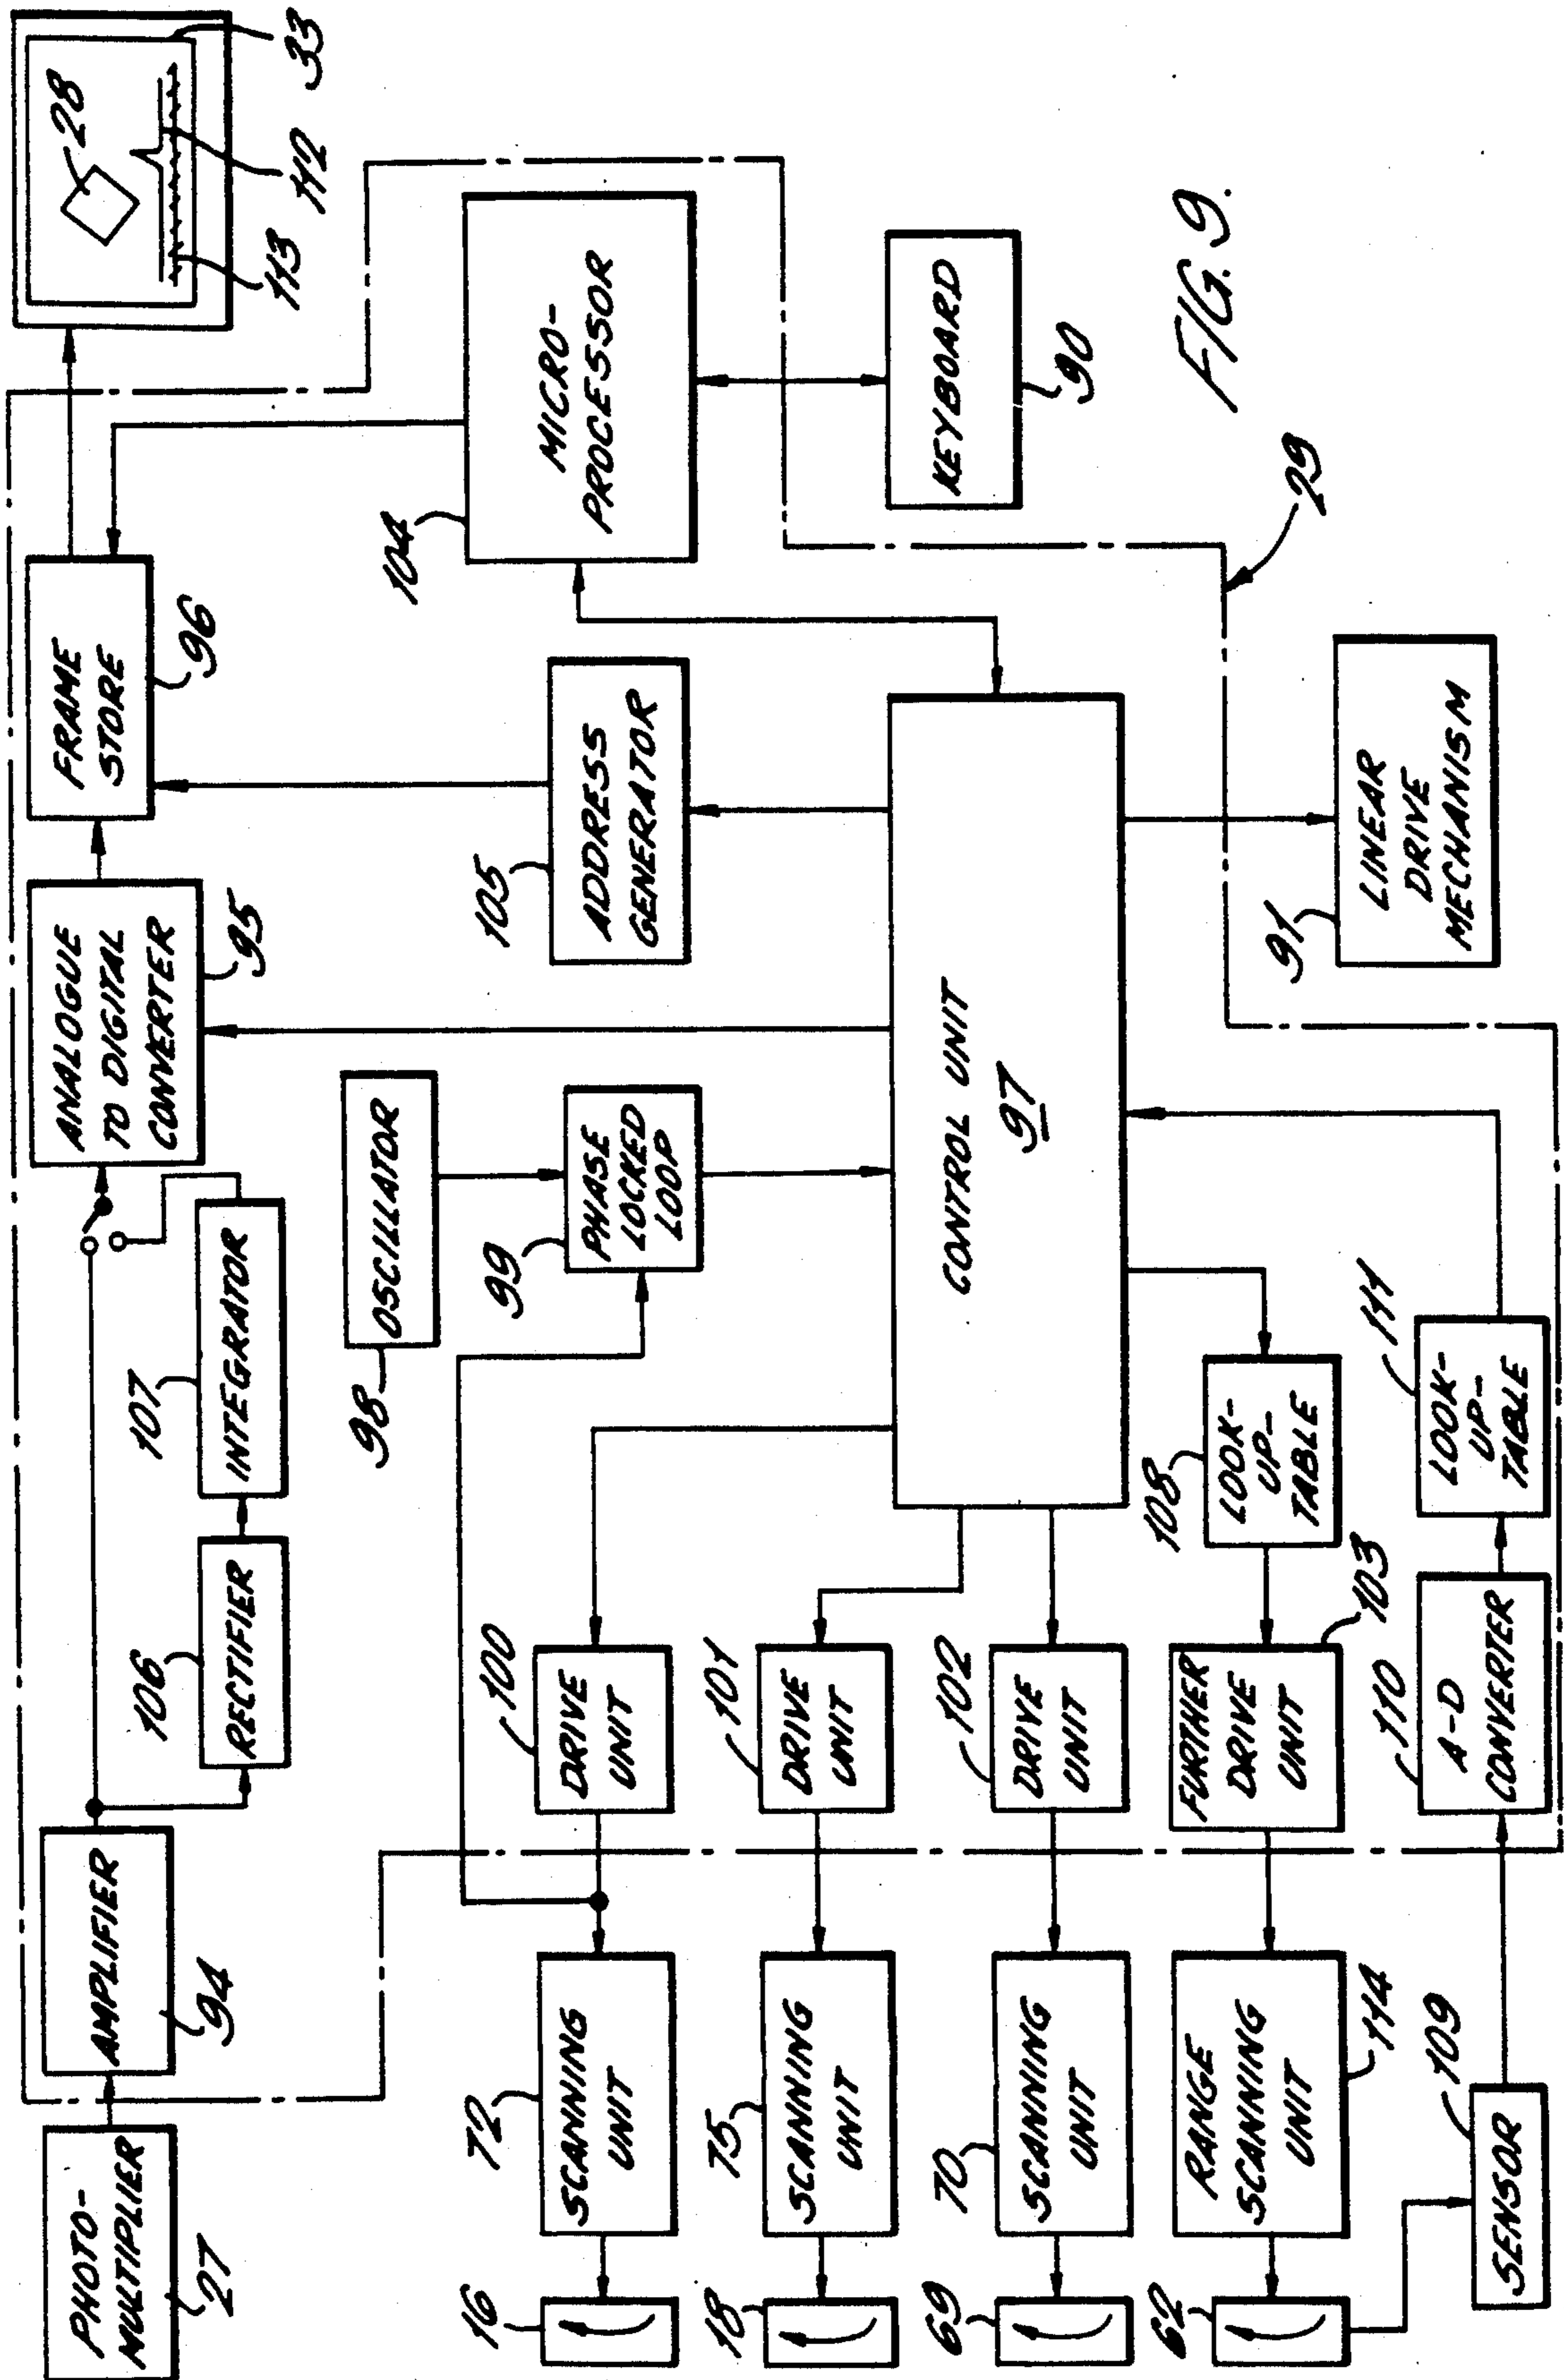 PHOTO-
MULTIPLIER
27
AMPLIFIER
94
106
RECTIFIER
107
INTEGRATOR
ANALOGUE
TO DIGITAL
CONVERTER
95
FRAME
STORE
96
28
33
113
112
98
OSCILLATOR
99
PHASE
LOCKED
LOOP
105
ADDRESS
GENERATOR
104
MICRO-
PROCESSOR
KEYBOARD
90
16
72
SCANNING
UNIT
100
DRIVE
UNIT
18
75
SCANNING
UNIT
101
DRIVE
UNIT
69
70
SCANNING
UNIT
102
DRIVE
UNIT
CONTROL UNIT
97
62
RANGE
SCANNING
UNIT
114
FURTHER
DRIVE
UNIT
103
108
LOOK-
UP-
TABLE
SENSOR
109
110
A-D
CONVERTER
111
LOOK-
UP-
TABLE
91
LINEAR
DRIVE
MECHANISM
29
FIG. 9.